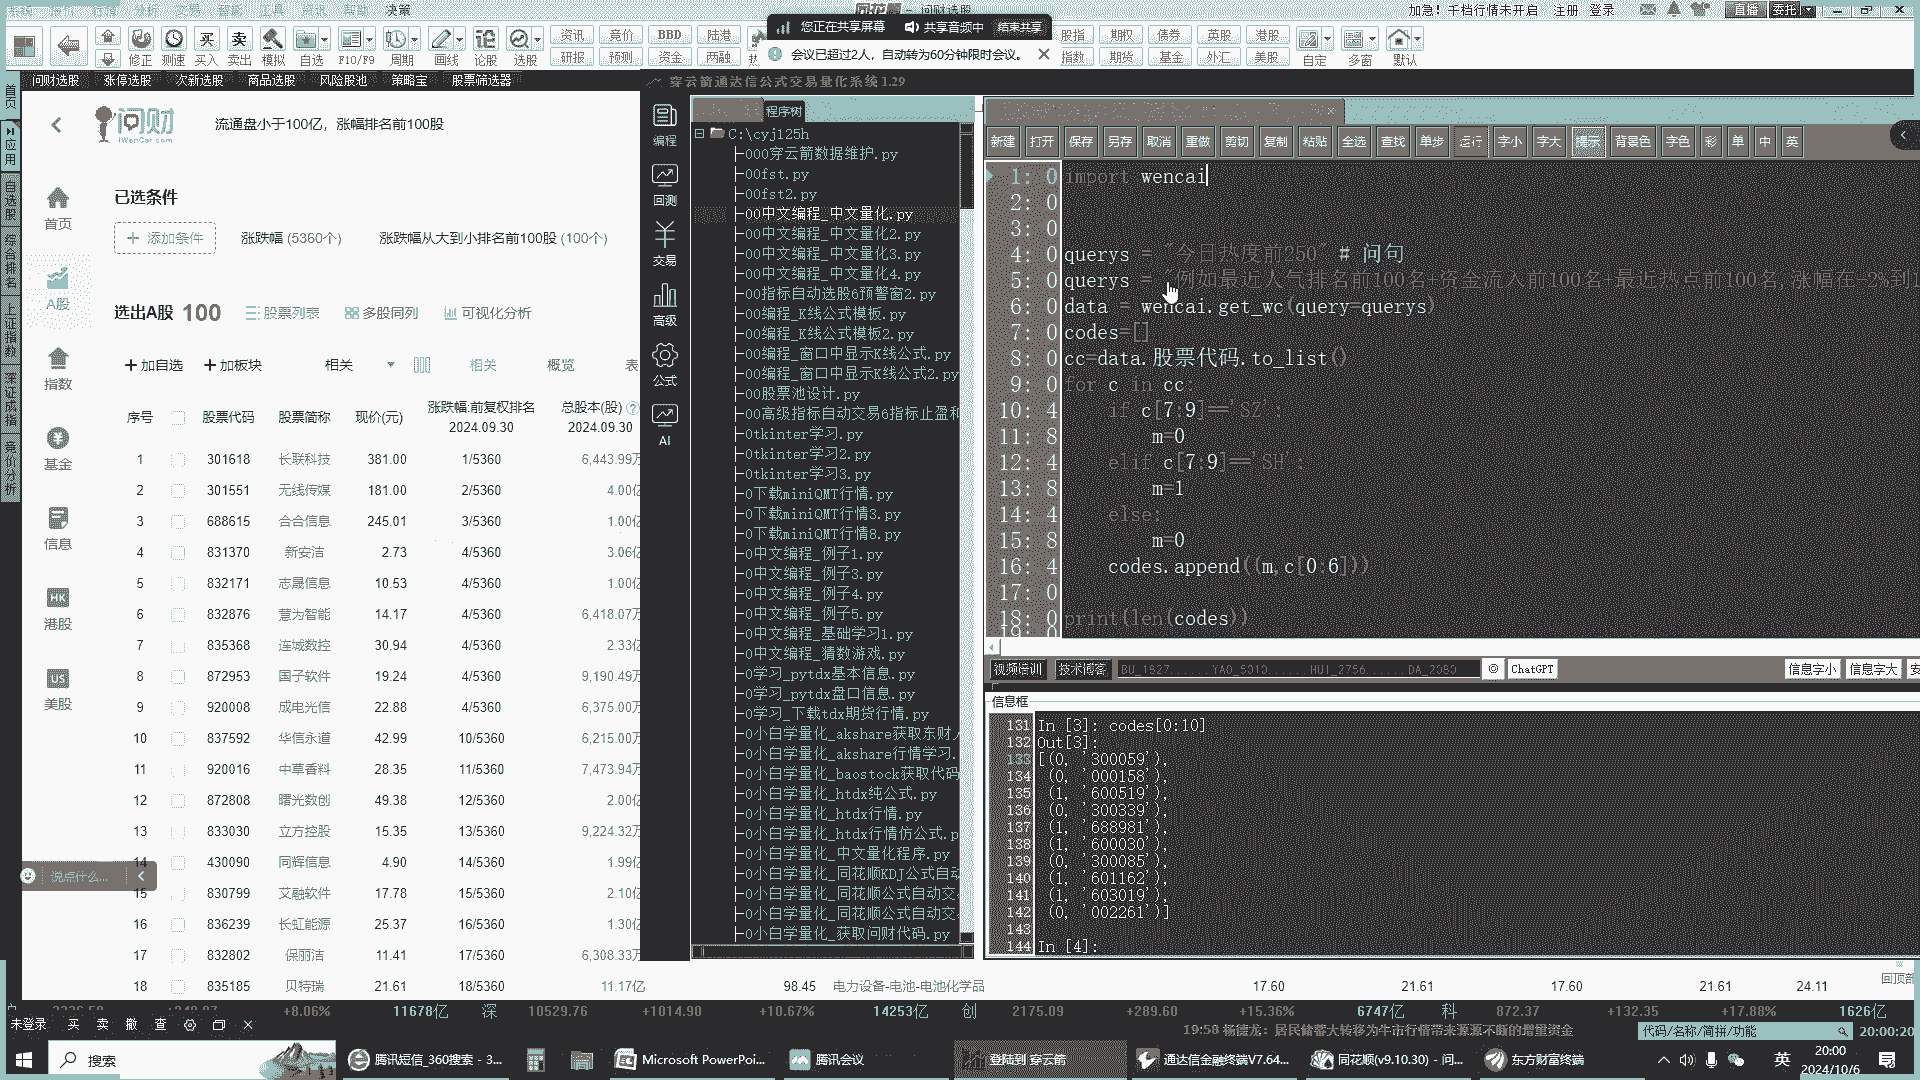 决策
问财选股
加急！千档行情未开启 注册 登录
直播 委托
您正在共享屏幕 共享音频中 结束共享
会议已超过2人，自动转为60分钟限时会议。
修正 测速 买入 卖出 模拟 自选 F10/F9 周期 画线 论股 选股
买 卖
资讯 竞价 BBD 陆港
研报 预测 资金 两融
股指 期权 债券 英股 港股
指数 期货 基金 外汇 美股
自定 多窗 默认
问财选股 涨停选股 次新选股 商品选股 风险股池 策略宝 股票筛选器
首页
应用
自选股
综合排名
上证指数
深证成指
竞价分析
问财
iWenCai.com
流通盘小于100亿，涨幅排名前100股
首页
A股
指数
基金
信息
HK
港股
US
美股
已选条件
+ 添加条件 涨跌幅 (5360个) 涨跌幅从大到小排名前100股 (100个)
选出A股 100 股票列表 多股同列 可视化分析
+加自选 +加板块 相关 相关 概览 表
序号 股票代码 股票简称 现价(元) 涨跌幅:前复权排名 2024.09.30 总股本(股) 2024.09.30
1 301618 长联科技 381.00 1/5360 6,443.99万
2 301551 无线传媒 181.00 2/5360 4.00亿
3 688615 合合信息 245.01 3/5360 1.00亿
4 831370 新安洁 2.73 4/5360 3.06亿
5 832171 志晟信息 10.53 4/5360 1.00亿
6 832876 慧为智能 14.17 4/5360 6,418.07万
7 835368 连城数控 30.94 4/5360 2.33亿
8 872953 国子软件 19.24 4/5360 9,190.49万
9 920008 成电光信 22.88 4/5360 6,375.00万
10 837592 华信永道 42.99 10/5360 6,215.00万
11 920016 中草香料 28.35 11/5360 7,473.94万
12 872808 曙光数创 49.38 12/5360 2.00亿
13 833030 立方控股 15.35 13/5360 9,224.32万
14 430090 同辉信息 4.90 14/5360 1.99亿
15 830799 艾融软件 17.78 15/5360 2.10亿
16 836239 长虹能源 25.37 16/5360 1.30亿
17 832802 保丽洁 11.41 17/5360 6,308.33万
18 835185 贝特瑞 21.61 18/5360 11.17亿 98.45 电力设备-电池-电池化学品 17.60 21.61 17.60 21.61 24.11
说点什么...
穿云箭通达信公式交易量化系统 1.29
编程
回测
交易
高级
公式
AI
程序树
C:\cyj125h
000穿云箭数据维护.py
00fst.py
00fst2.py
00中文编程_中文量化.py
00中文编程_中文量化2.py
00中文编程_中文量化3.py
00中文编程_中文量化4.py
00指标自动选股6预警窗2.py
00编程_K线公式模板.py
00编程_K线公式模板2.py
00编程_窗口中显示K线公式.py
00编程_窗口中显示K线公式2.py
00股票池设计.py
00高级指标自动交易6指标止盈和
0tkinter学习.py
0tkinter学习2.py
0tkinter学习3.py
0下载miniQMT行情.py
0下载miniQMT行情3.py
0下载miniQMT行情8.py
0中文编程_例子1.py
0中文编程_例子3.py
0中文编程_例子4.py
0中文编程_例子5.py
0中文编程_基础学习1.py
0中文编程_猜数游戏.py
0学习_pytdx基本信息.py
0学习_pytdx盘口信息.py
0学习_下载tdx期货行情.py
0小白学量化_akshare获取东财人
0小白学量化_akshare行情学习.
0小白学量化_baostock获取代码
0小白学量化_htdx纯公式.py
0小白学量化_htdx行情.py
0小白学量化_htdx行情仿公式.p
0小白学量化_中文量化程序.py
0小白学量化_同花顺KDJ公式自动
0小白学量化_同花顺公式自动交
0小白学量化_同花顺公式自动交
0小白学量化_获取问财代码.py
新建 打开 保存 另存 取消 重做 剪切 复制 粘贴 全选 查找 单步 运行 字小 字大 提示 背景色 字色 彩 单 中 英
1: 0 import wencai
2: 0
3: 0
4: 0 querys = "今日热度前250" # 问句
5: 0 querys = "例如最近人气排名前100名+资金流入前100名+最近热点前100名,涨幅在-2%到1
6: 0 data = wencai.get_wc(query=querys)
7: 0 codes=[]
8: 0 cc=data.股票代码.to_list()
9: 0 for c in cc:
10: 4 if c[7:9]=='SZ':
11: 8 m=0
12: 4 elif c[7:9]=='SH':
13: 8 m=1
14: 4 else:
15: 8 m=0
16: 4 codes.append((m,c[0:6]))
17: 0
18: 0 print(len(codes))
19: 0
视频培训 技术博客 ChatGPT 信息字小 信息字大
信息框
131 In [3]: codes[0:10]
132 Out[3]:
133 [(0, '300059'),
134 (0, '000158'),
135 (1, '600519'),
136 (0, '300339'),
137 (1, '688981'),
138 (1, '600030'),
139 (0, '300085'),
140 (1, '601162'),
141 (1, '603019'),
142 (0, '002261')]
143
144 In [4]:
回顶部
+8.06% 11678亿 深 10529.76 +1014.90 +10.67% 14253亿 创 2175.09 +289.60 +15.36% 6747亿 科 872.37 +132.35 +17.88% 1626亿
未登录 买 卖 撤 查
19:58 杨德龙：居民储蓄大转移为牛市行情带来源源不断的增量资金
代码/名称/简拼/功能 20:00:20
搜索
腾讯短信_360搜索 - 3...
Microsoft PowerPoi...
腾讯会议
登陆到 穿云箭
通达信金融终端V7.64...
同花顺(v9.10.30) - 问...
东方财富终端
英
20:00
2024/10/6